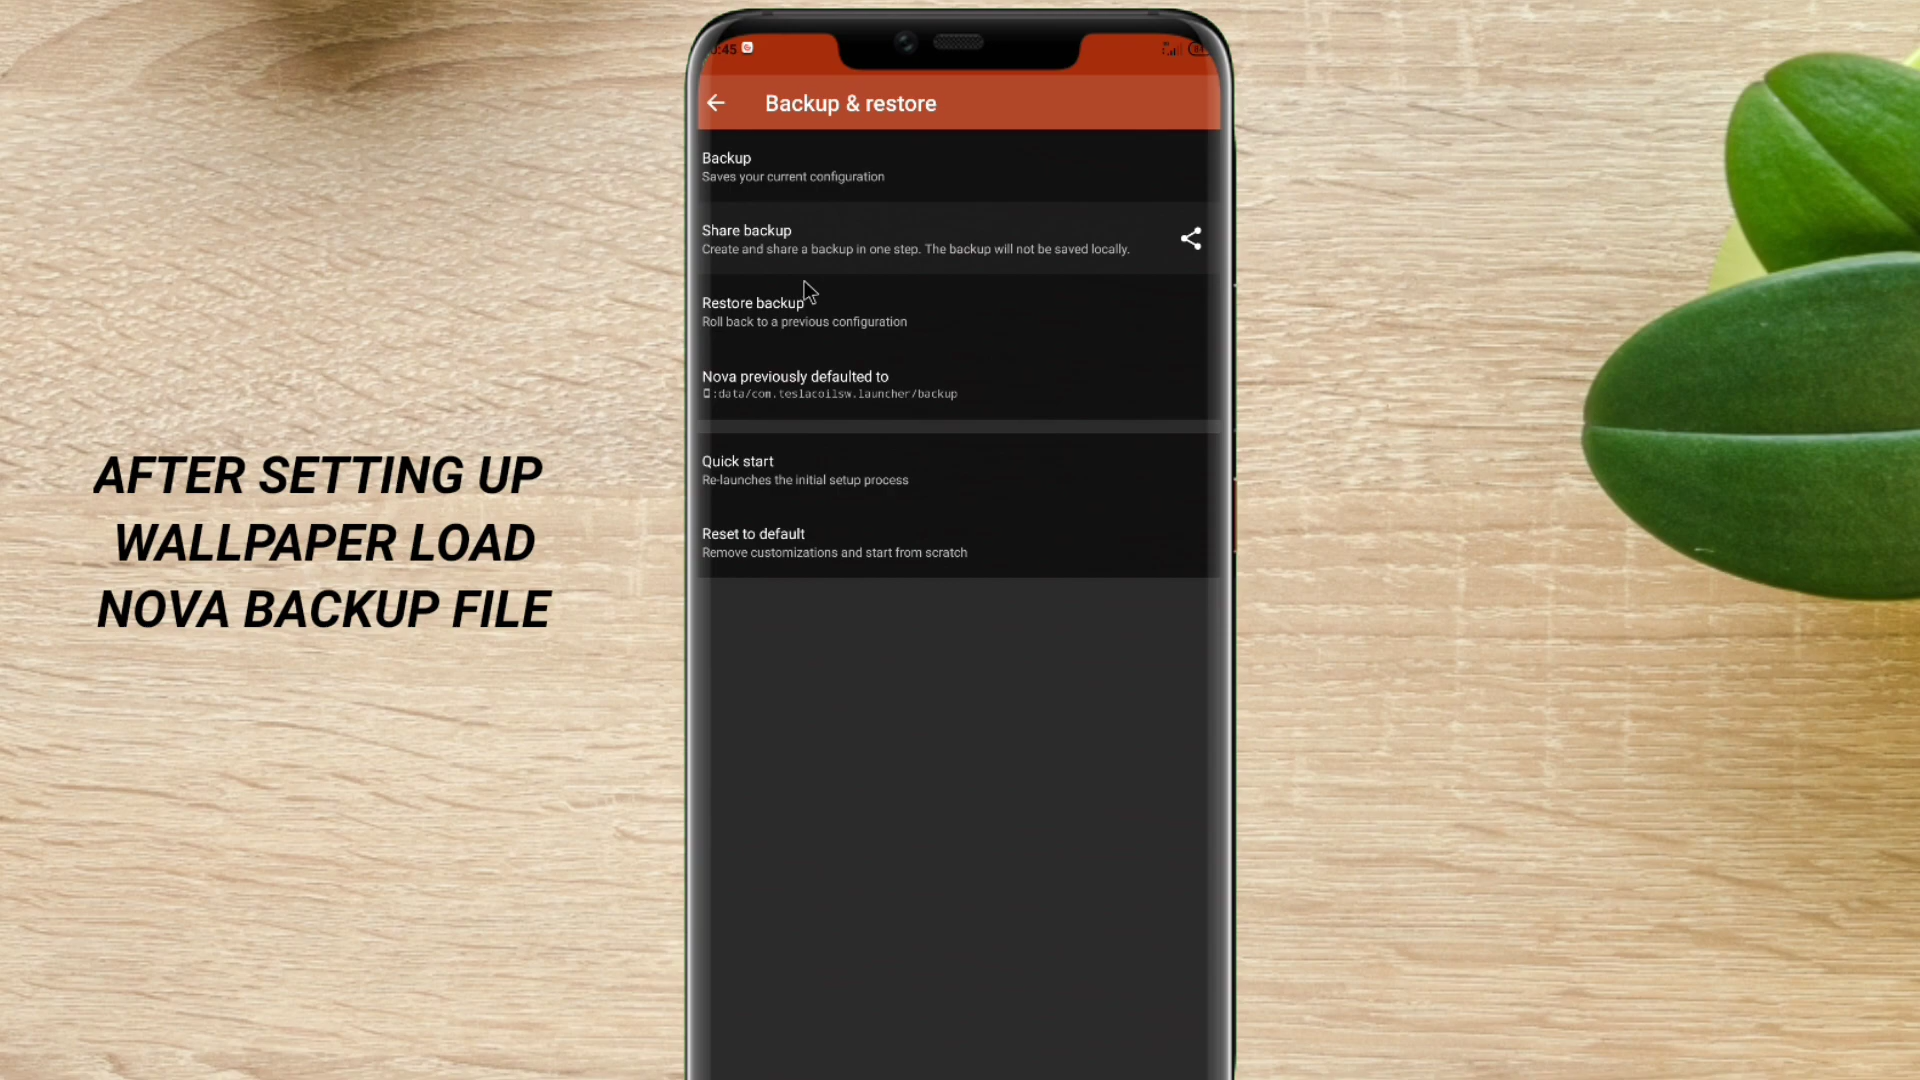 :45
Backup & restore
Backup
Saves your current configuration
Share backup
Create and share a backup in one step. The backup will not be saved locally.
Restore backup
Roll back to a previous configuration
Nova previously defaulted to
:data/com.teslacoilsw.launcher/backup
Quick start
Re-launches the initial setup process
Reset to default
Remove customizations and start from scratch
AFTER SETTING UP
WALLPAPER LOAD
NOVA BACKUP FILE